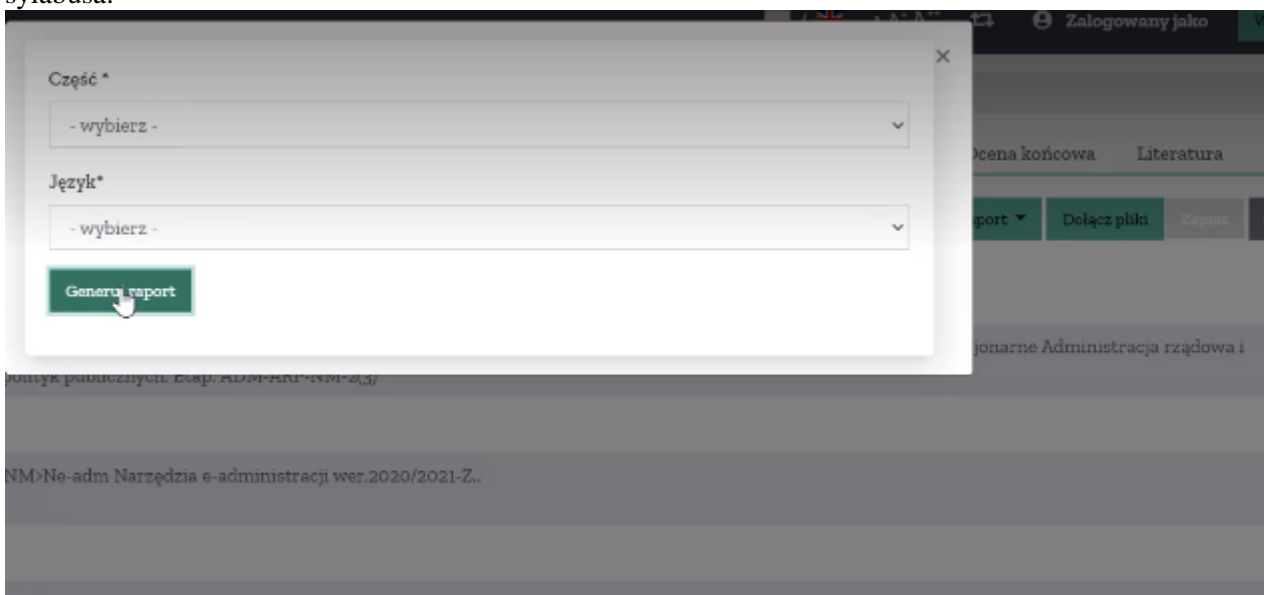 sylabusa.
Zalogowany jako
×
Część *
- wybierz -
Ocena końcowa Literatura
Język*
- wybierz -
port Dołącz pliki Zapisz
Generuj raport
jonarne Administracja rządowa i
polityk publicznych. Etap: ADM-ARP-NM-2(3)
NM>Ne-adm Narzędzia e-administracji wer.2020/2021-Z..